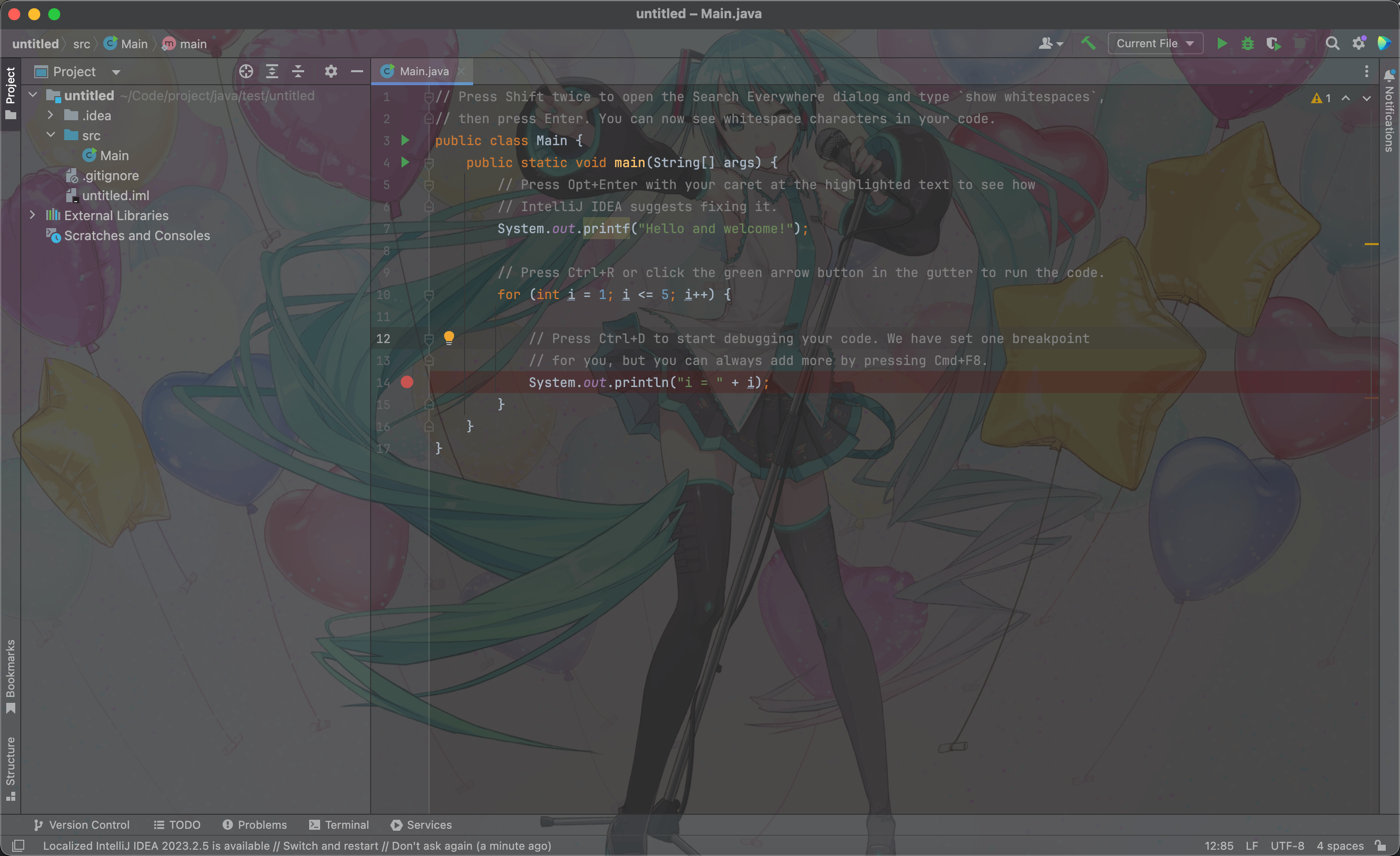 untitled – Main.java
untitled src Main main
Current File
Project
Project
Main.java
untitled ~/Code/project/java/test/untitled
.idea
src
Main
.gitignore
untitled.iml
External Libraries
Scratches and Consoles
1 // Press Shift twice to open the Search Everywhere dialog and type `show whitespaces`,
2 // then press Enter. You can now see whitespace characters in your code.
3 public class Main {
4 public static void main(String[] args) {
5 // Press Opt+Enter with your caret at the highlighted text to see how
6 // IntelliJ IDEA suggests fixing it.
7 System.out.printf("Hello and welcome!");
8
9 // Press Ctrl+R or click the green arrow button in the gutter to run the code.
10 for (int i = 1; i <= 5; i++) {
11
12 // Press Ctrl+D to start debugging your code. We have set one breakpoint
13 // for you, but you can always add more by pressing Cmd+F8.
14 System.out.println("i = " + i);
15 }
16 }
17 }
1
Notifications
Bookmarks
Structure
Version Control TODO Problems Terminal Services
Localized IntelliJ IDEA 2023.2.5 is available // Switch and restart // Don't ask again (a minute ago)
12:85 LF UTF-8 4 spaces